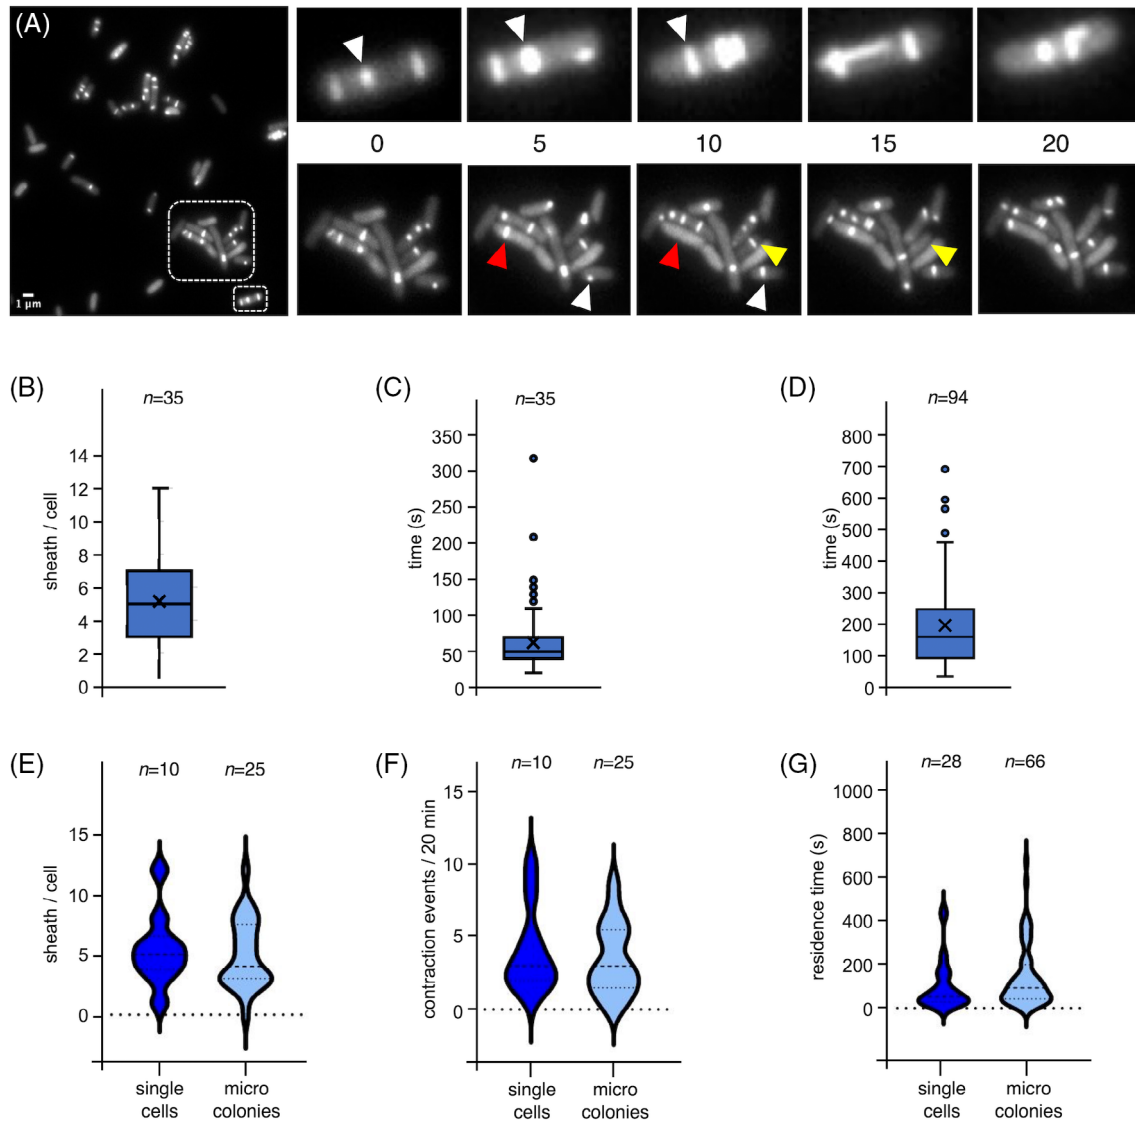 (A)
1 µm
0
5
10
15
20
(B)
n=35
sheath / cell
14
12
10
8
6
4
2
0
(C)
n=35
time (s)
350
300
250
200
150
100
50
0
(D)
n=94
time (s)
800
700
600
500
400
300
200
100
0
(E)
n=10
n=25
sheath / cell
15
10
5
0
single
cells
micro
colonies
(F)
n=10
n=25
contraction events / 20 min
15
10
5
0
single
cells
micro
colonies
(G)
n=28
n=66
residence time (s)
1000
800
600
400
200
0
single
cells
micro
colonies